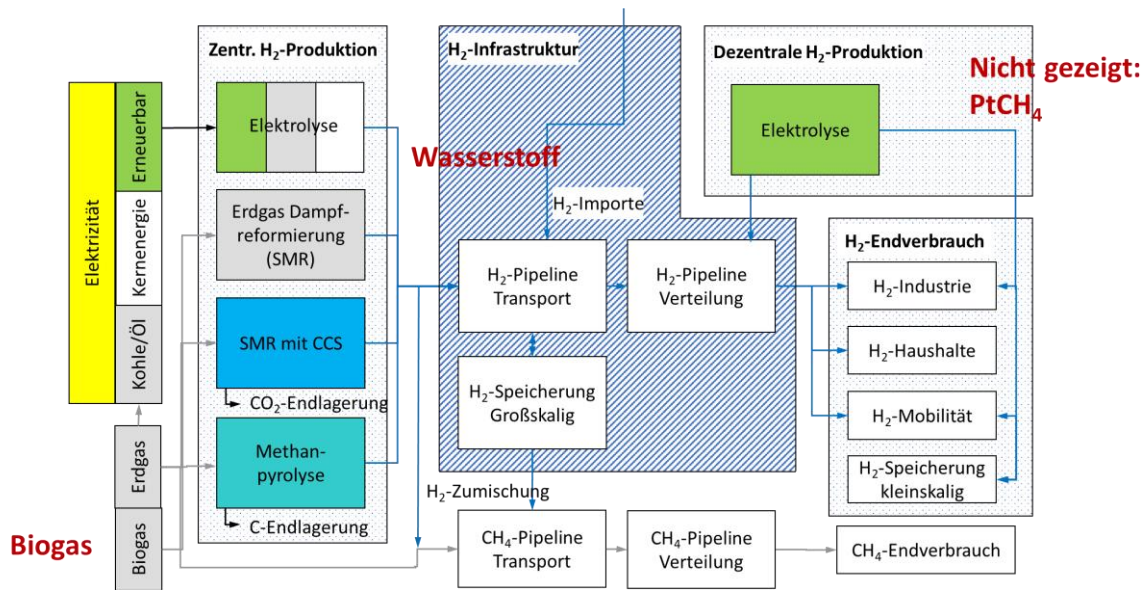 Zentr. H₂-Produktion
H₂-Infrastruktur
Dezentrale H₂-Produktion
Nicht gezeigt:
PtCH₄
Elektrizität
Erneuerbar
Kernenergie
Kohle/Öl
Erdgas
Biogas
Biogas
Elektrolyse
Erdgas Dampf-
reformierung
(SMR)
SMR mit CCS
CO₂-Endlagerung
Methan-
pyrolyse
C-Endlagerung
Wasserstoff
H₂-Importe
H₂-Pipeline
Transport
H₂-Pipeline
Verteilung
H₂-Speicherung
Großskalig
H₂-Zumischung
CH₄-Pipeline
Transport
CH₄-Pipeline
Verteilung
CH₄-Endverbrauch
Elektrolyse
H₂-Endverbrauch
H₂-Industrie
H₂-Haushalte
H₂-Mobilität
H₂-Speicherung
kleinskalig